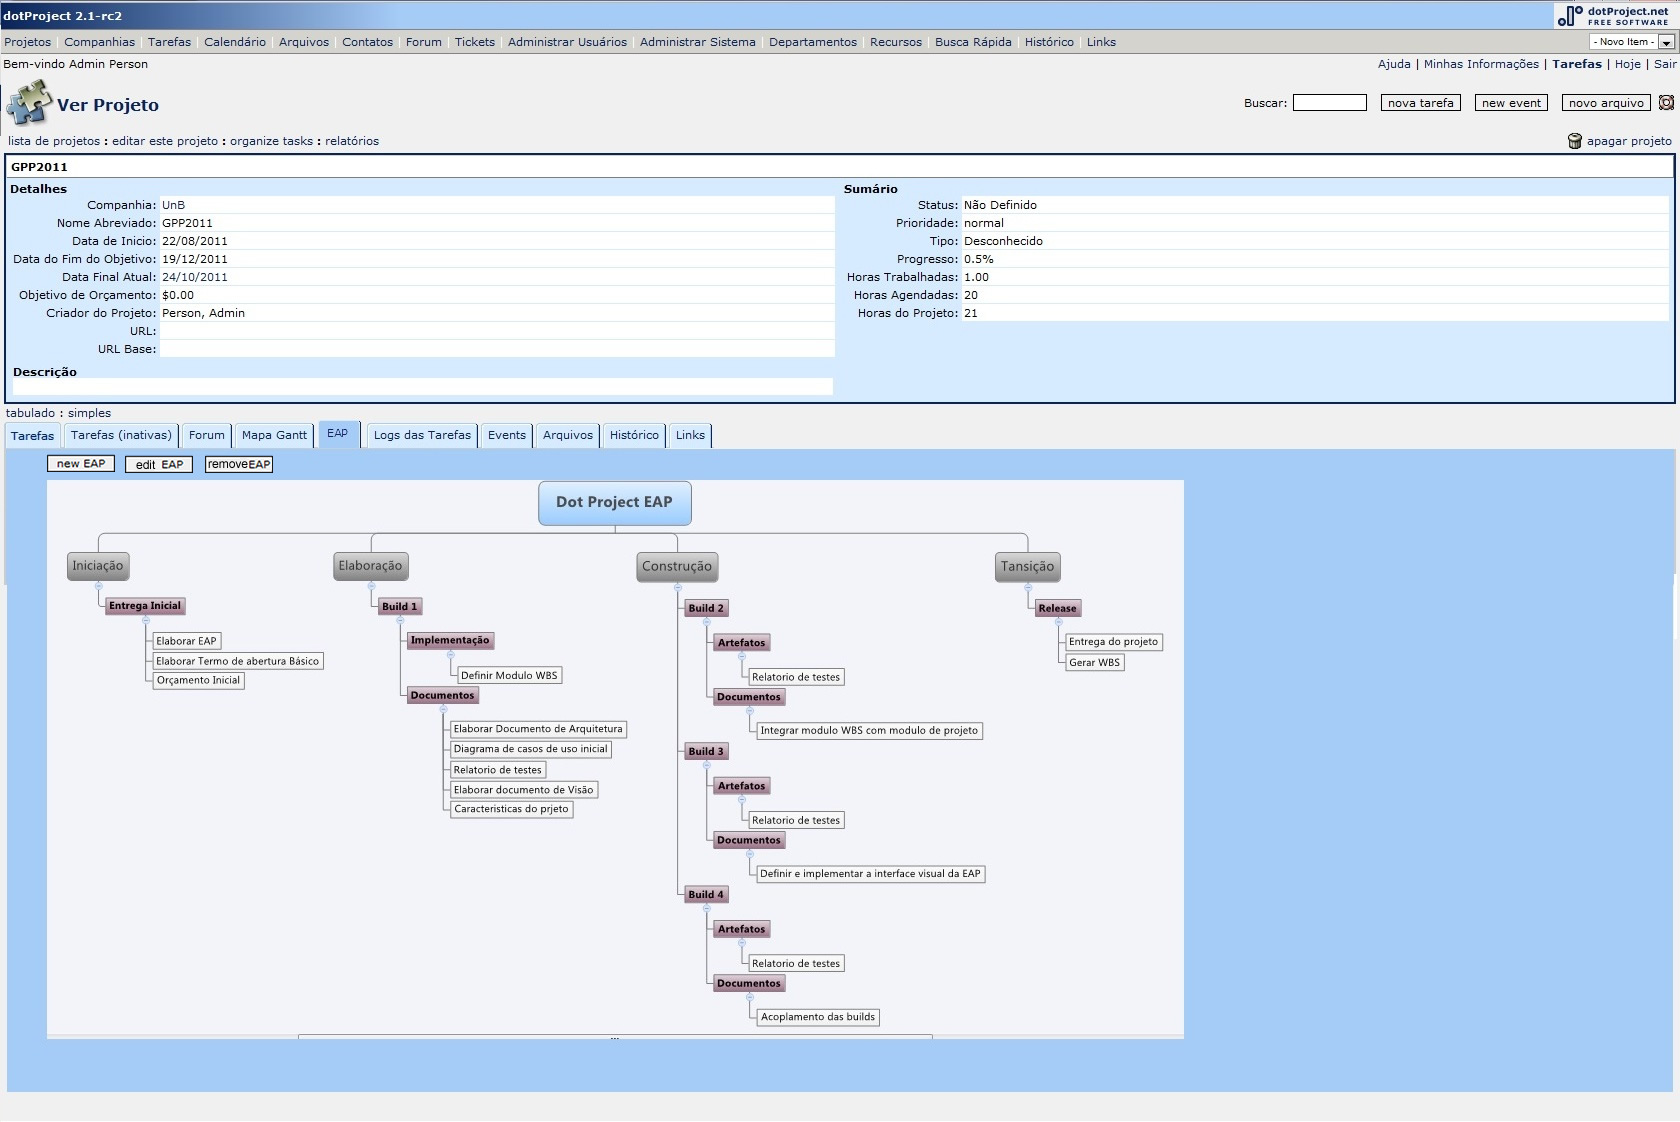 dotProject 2.1-rc2
dotProject.net
FREE SOFTWARE
Projetos | Companhias | Tarefas | Calendário | Arquivos | Contatos | Forum | Tickets | Administrar Usuários | Administrar Sistema | Departamentos | Recursos | Busca Rápida | Histórico | Links
- Novo Item -
Bem-vindo Admin Person
Ajuda | Minhas Informações | Tarefas | Hoje | Sair
Ver Projeto
Buscar:
nova tarefa
new event
novo arquivo
lista de projetos : editar este projeto : organize tasks : relatórios
apagar projeto
GPP2011
Detalhes
Companhia: UnB
Nome Abreviado: GPP2011
Data de Inicio: 22/08/2011
Data do Fim do Objetivo: 19/12/2011
Data Final Atual: 24/10/2011
Objetivo de Orçamento: $0.00
Criador do Projeto: Person, Admin
URL:
URL Base:
Descrição
Sumário
Status: Não Definido
Prioridade: normal
Tipo: Desconhecido
Progresso: 0.5%
Horas Trabalhadas: 1.00
Horas Agendadas: 20
Horas do Projeto: 21
tabulado : simples
Tarefas
Tarefas (inativas)
Forum
Mapa Gantt
EAP
Logs das Tarefas
Events
Arquivos
Histórico
Links
new EAP
edit EAP
removeEAP
Dot Project EAP
Iniciação
Entrega Inicial
Elaborar EAP
Elaborar Termo de abertura Básico
Orçamento Inicial
Elaboração
Build 1
Implementação
Definir Modulo WBS
Documentos
Elaborar Documento de Arquitetura
Diagrama de casos de uso inicial
Relatorio de testes
Elaborar documento de Visão
Caracteristicas do prjeto
Construção
Build 2
Artefatos
Relatorio de testes
Documentos
Integrar modulo WBS com modulo de projeto
Build 3
Artefatos
Relatorio de testes
Documentos
Definir e implementar a interface visual da EAP
Build 4
Artefatos
Relatorio de testes
Documentos
Acoplamento das builds
Tansição
Release
Entrega do projeto
Gerar WBS
...